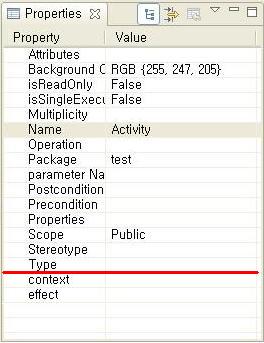 Properties
Property Value
Attributes
Background C RGB {255, 247, 205}
isReadOnly False
isSingleExecu False
Multiplicity
Name Activity
Operation
Package test
parameter Na
Postcondition
Precondition
Properties
Scope Public
Stereotype
Type
context
effect